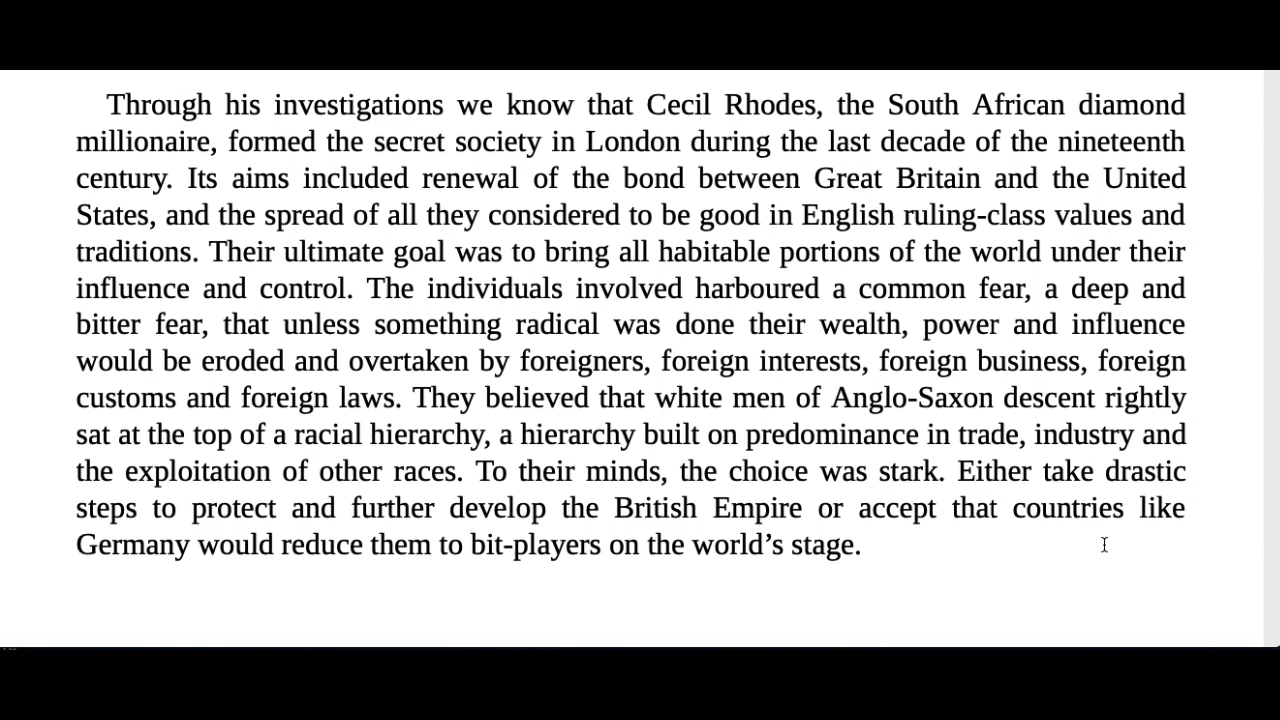 Through his investigations we know that Cecil Rhodes, the South African diamond
millionaire, formed the secret society in London during the last decade of the nineteenth
century. Its aims included renewal of the bond between Great Britain and the United
States, and the spread of all they considered to be good in English ruling-class values and
traditions. Their ultimate goal was to bring all habitable portions of the world under their
influence and control. The individuals involved harboured a common fear, a deep and
bitter fear, that unless something radical was done their wealth, power and influence
would be eroded and overtaken by foreigners, foreign interests, foreign business, foreign
customs and foreign laws. They believed that white men of Anglo-Saxon descent rightly
sat at the top of a racial hierarchy, a hierarchy built on predominance in trade, industry and
the exploitation of other races. To their minds, the choice was stark. Either take drastic
steps to protect and further develop the British Empire or accept that countries like
Germany would reduce them to bit-players on the world’s stage.